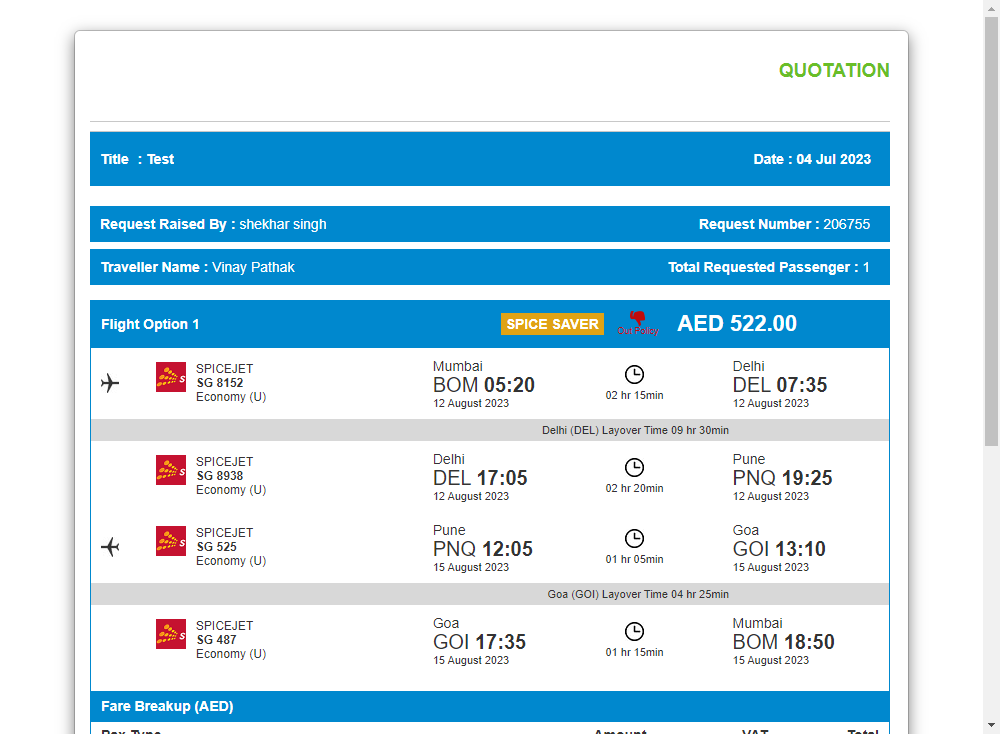 QUOTATION
Title : Test Date : 04 Jul 2023
Request Raised By : shekhar singh Request Number : 206755
Traveller Name : Vinay Pathak Total Requested Passenger : 1
Flight Option 1 SPICE SAVER Out Policy AED 522.00
SPICEJET
SG 8152
Economy (U)
Mumbai
BOM 05:20
12 August 2023
02 hr 15min
Delhi
DEL 07:35
12 August 2023
Delhi (DEL) Layover Time 09 hr 30min
SPICEJET
SG 8938
Economy (U)
Delhi
DEL 17:05
12 August 2023
02 hr 20min
Pune
PNQ 19:25
12 August 2023
SPICEJET
SG 525
Economy (U)
Pune
PNQ 12:05
15 August 2023
01 hr 05min
Goa
GOI 13:10
15 August 2023
Goa (GOI) Layover Time 04 hr 25min
SPICEJET
SG 487
Economy (U)
Goa
GOI 17:35
15 August 2023
01 hr 15min
Mumbai
BOM 18:50
15 August 2023
Fare Breakup (AED)
Pax Type Amount VAT Total